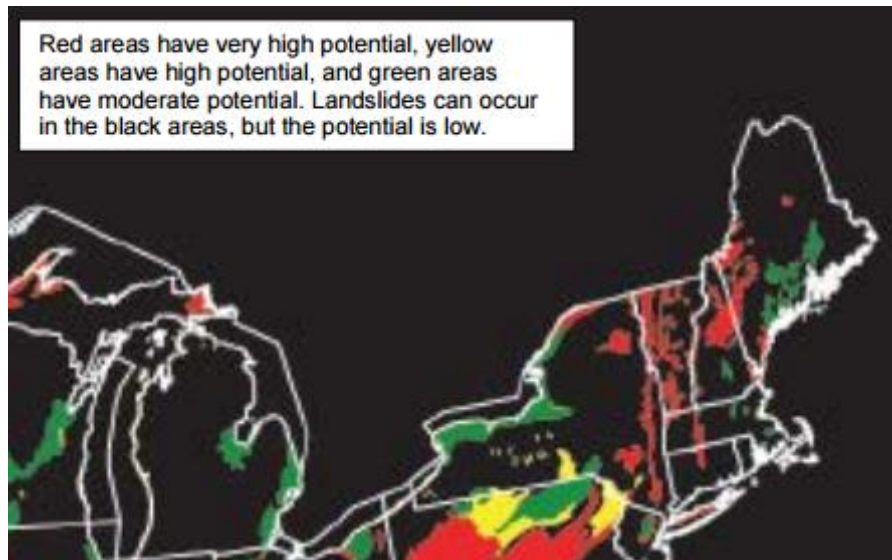 Red areas have very high potential, yellow
areas have high potential, and green areas
have moderate potential. Landslides can occur
in the black areas, but the potential is low.